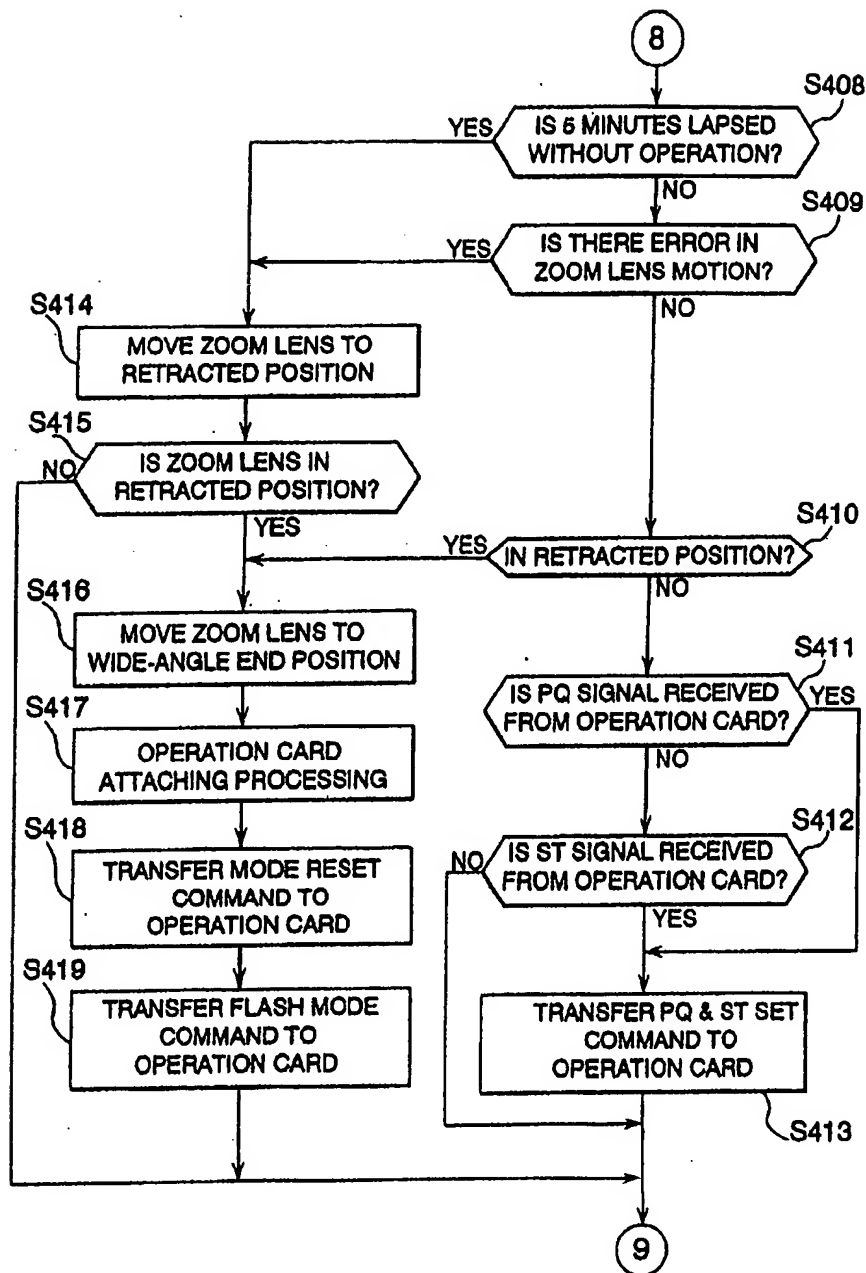 8
S408
YES
IS 5 MINUTES LAPSED
WITHOUT OPERATION?
NO
S409
YES
IS THERE ERROR IN
ZOOM LENS MOTION?
NO
S414
MOVE ZOOM LENS TO
RETRACTED POSITION
S415
NO
IS ZOOM LENS IN
RETRACTED POSITION?
YES
S410
YES
IN RETRACTED POSITION?
NO
S416
MOVE ZOOM LENS TO
WIDE-ANGLE END POSITION
S411
IS PQ SIGNAL RECEIVED
FROM OPERATION CARD?
YES
NO
S417
OPERATION CARD
ATTACHING PROCESSING
S412
NO
IS ST SIGNAL RECEIVED
FROM OPERATION CARD?
YES
S418
TRANSFER MODE RESET
COMMAND TO
OPERATION CARD
S419
TRANSFER FLASH MODE
COMMAND TO
OPERATION CARD
TRANSFER PQ & ST SET
COMMAND TO
OPERATION CARD
S413
9